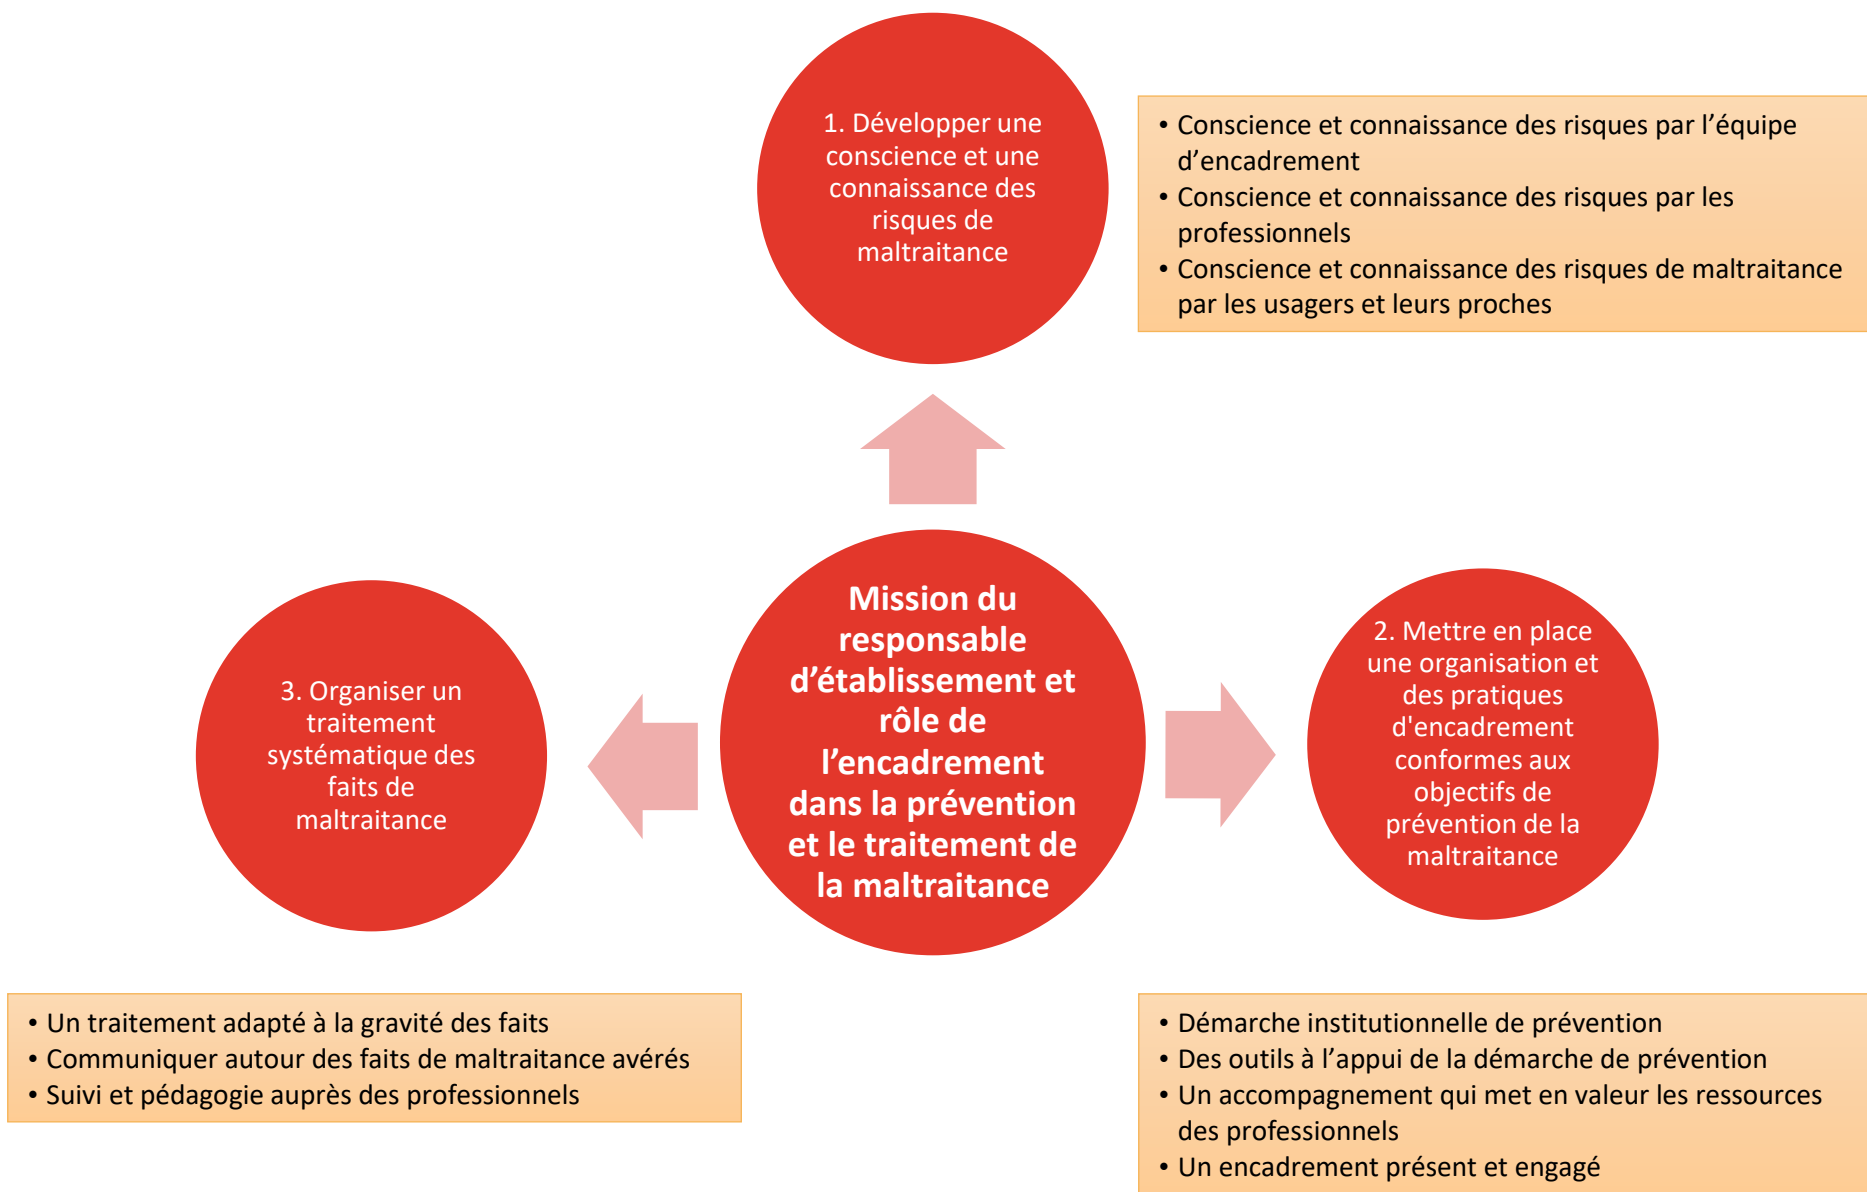 1. Développer une
conscience et une
connaissance des
risques de
maltraitance
• Conscience et connaissance des risques par l’équipe
d’encadrement
• Conscience et connaissance des risques par les
professionnels
• Conscience et connaissance des risques de maltraitance
par les usagers et leurs proches
Mission du
responsable
d’établissement et
rôle de
l’encadrement
dans la prévention
et le traitement de
la maltraitance
2. Mettre en place
une organisation et
des pratiques
d'encadrement
conformes aux
objectifs de
prévention de la
maltraitance
• Démarche institutionnelle de prévention
• Des outils à l’appui de la démarche de prévention
• Un accompagnement qui met en valeur les ressources
des professionnels
• Un encadrement présent et engagé
3. Organiser un
traitement
systématique des
faits de
maltraitance
• Un traitement adapté à la gravité des faits
• Communiquer autour des faits de maltraitance avérés
• Suivi et pédagogie auprès des professionnels